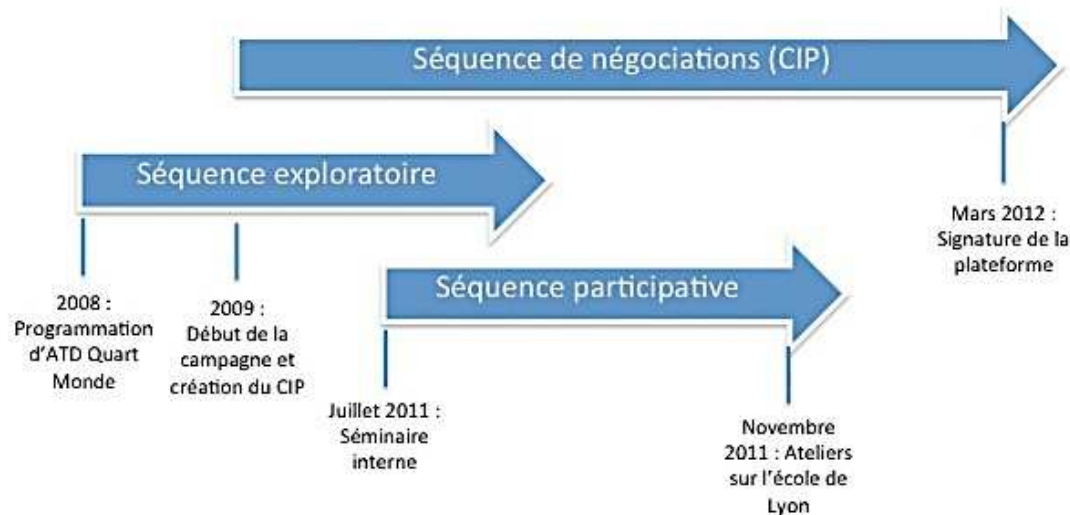 Séquence de négociations (CIP)
Séquence exploratoire
Séquence participative
2008 :
Programmation
d'ATD Quart
Monde
2009 :
Début de la
campagne et
création du CIP
Juillet 2011 :
Séminaire
interne
Novembre
2011 : Ateliers
sur l'école de
Lyon
Mars 2012 :
Signature de la
plateforme